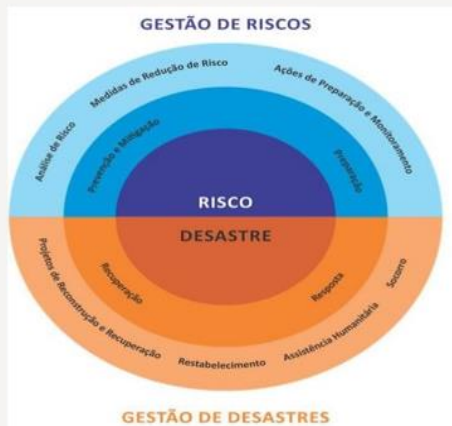 GESTÃO DE RISCOS
Análise de Risco
Medidas de Redução de Risco
Ações de Preparação e Monitoramento
Prevenção e Mitigação
Preparação
RISCO
DESASTRE
Recuperação
Resposta
Projetos de Reconstrução e Recuperação
Restabelecimento
Assistência Humanitária
Socorro
GESTÃO DE DESASTRES